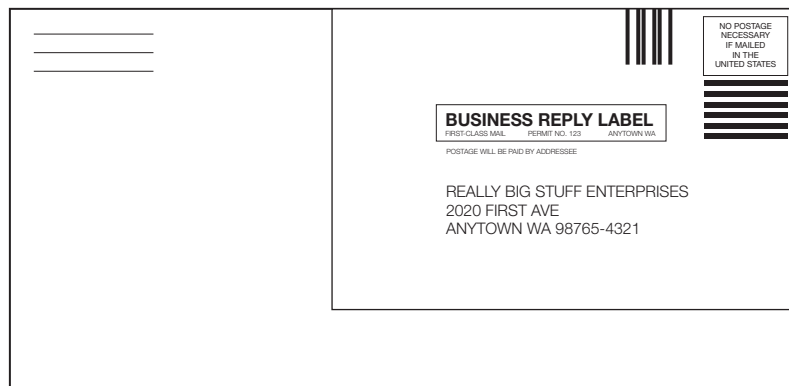 NO POSTAGE
NECESSARY
IF MAILED
IN THE
UNITED STATES
BUSINESS REPLY LABEL
FIRST-CLASS MAIL PERMIT NO. 123 ANYTOWN WA
POSTAGE WILL BE PAID BY ADDRESSEE
REALLY BIG STUFF ENTERPRISES
2020 FIRST AVE
ANYTOWN WA 98765-4321